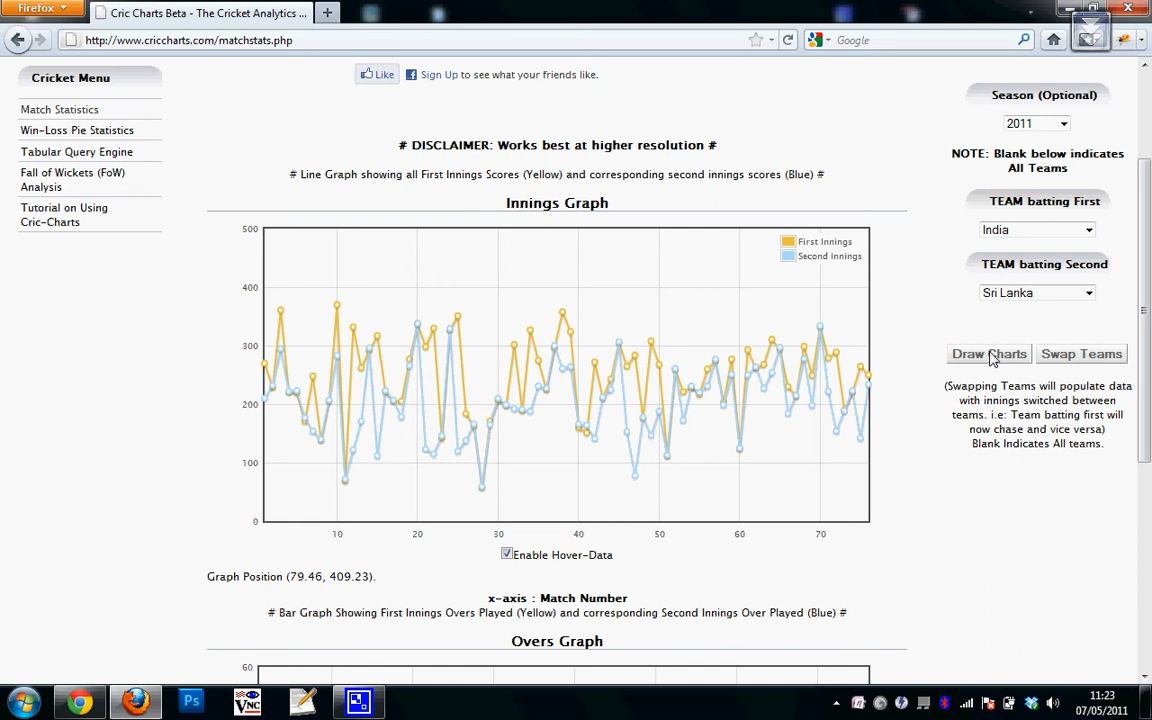 Firefox
Cric Charts Beta - The Cricket Analytics ...
http://www.criccharts.com/matchstats.php
Google
Cricket Menu
Match Statistics
Win-Loss Pie Statistics
Tabular Query Engine
Fall of Wickets (FoW)
Analysis
Tutorial on Using
Cric-Charts
Like
Sign Up to see what your friends like.
# DISCLAIMER: Works best at higher resolution #
# Line Graph showing all First Innings Scores (Yellow) and corresponding second innings scores (Blue) #
Innings Graph
500
400
300
200
100
0
First Innings
Second Innings
10 20 30 40 50 60 70
Enable Hover-Data
Graph Position (79.46, 409.23).
x-axis : Match Number
# Bar Graph Showing First Innings Overs Played (Yellow) and corresponding Second Innings Over Played (Blue) #
Overs Graph
60
Season (Optional)
2011
NOTE: Blank below indicates
All Teams
TEAM batting First
India
TEAM batting Second
Sri Lanka
Draw Charts Swap Teams
(Swapping Teams will populate data
with innings switched between
teams. i.e: Team batting first will
now chase and vice versa)
Blank Indicates All teams.
Ps
VNC
11:23
07/05/2011